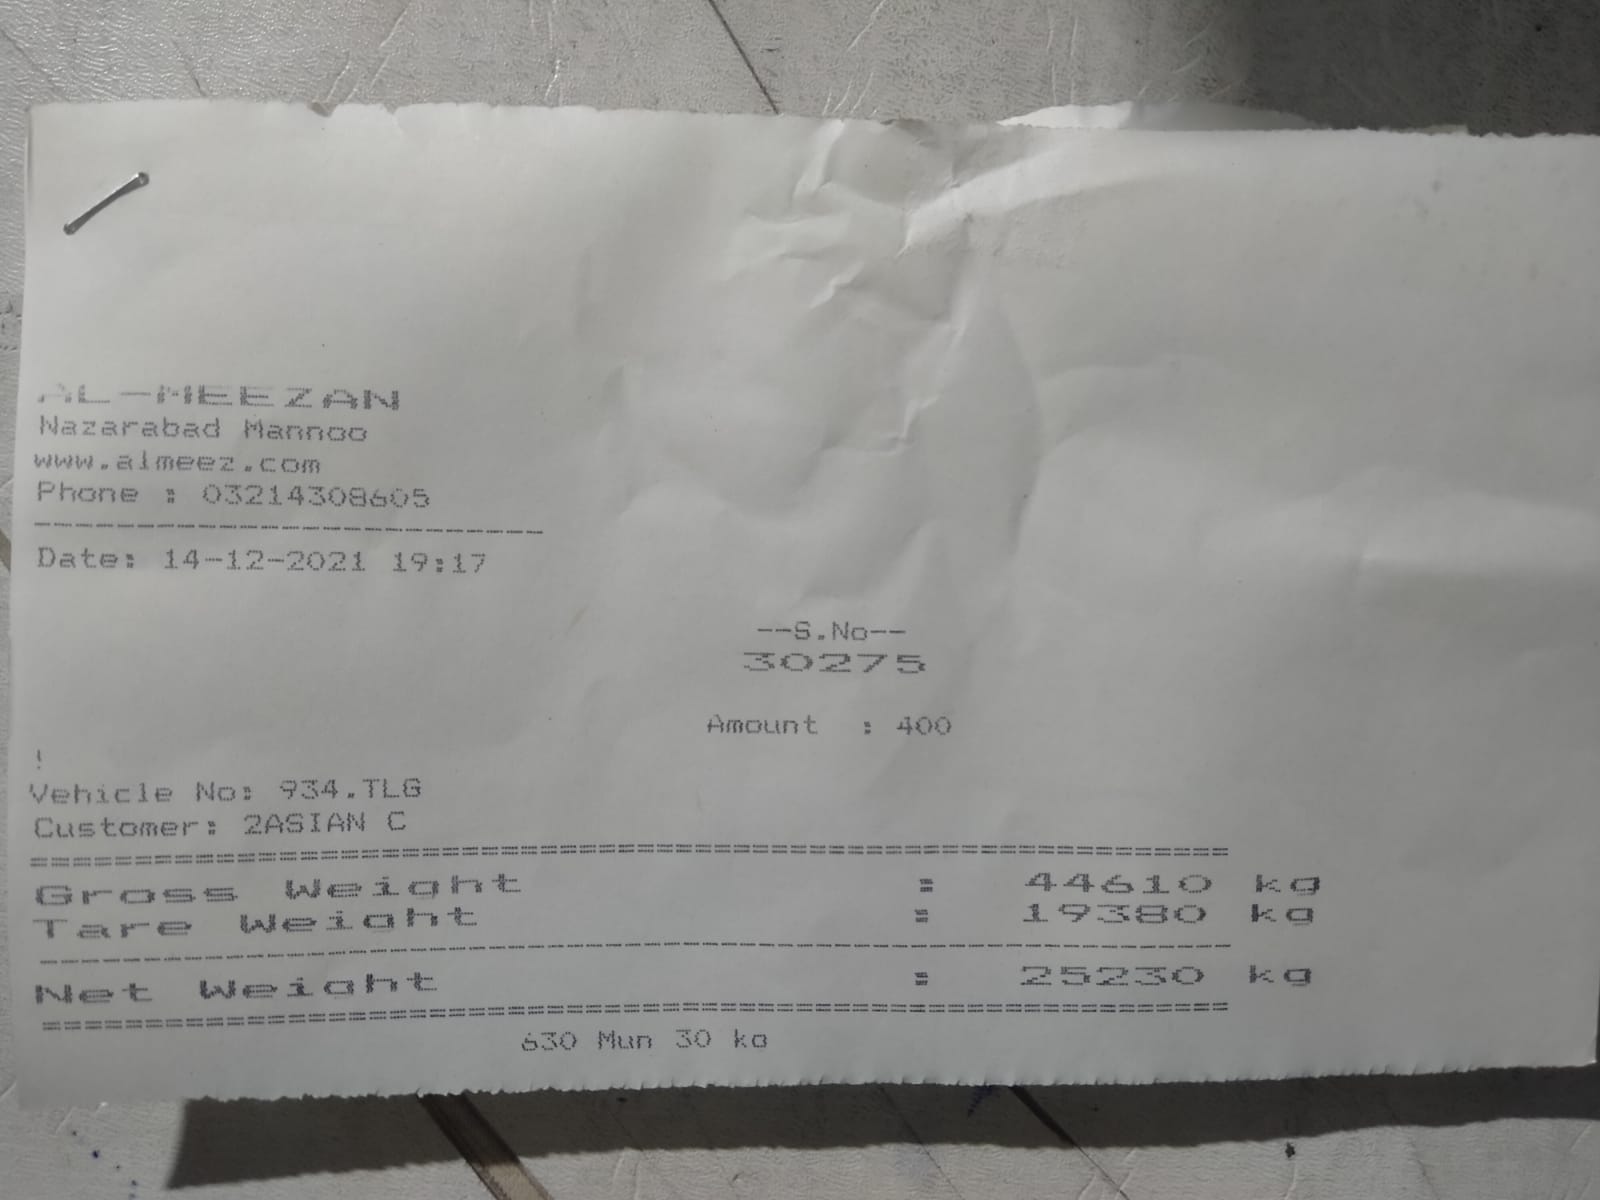 AL-MEEZAN
Nazarabad Mannoo
www.almeez.com
Phone : 03214308605
Date: 14-12-2021 19:17
--S.No--
30275
Amount : 400
!
Vehicle No: 934.TLG
Customer: 2ASIAN C
Gross Weight : 44610 kg
Tare Weight : 19380 kg
Net Weight : 25230 kg
630 Mun 30 kg